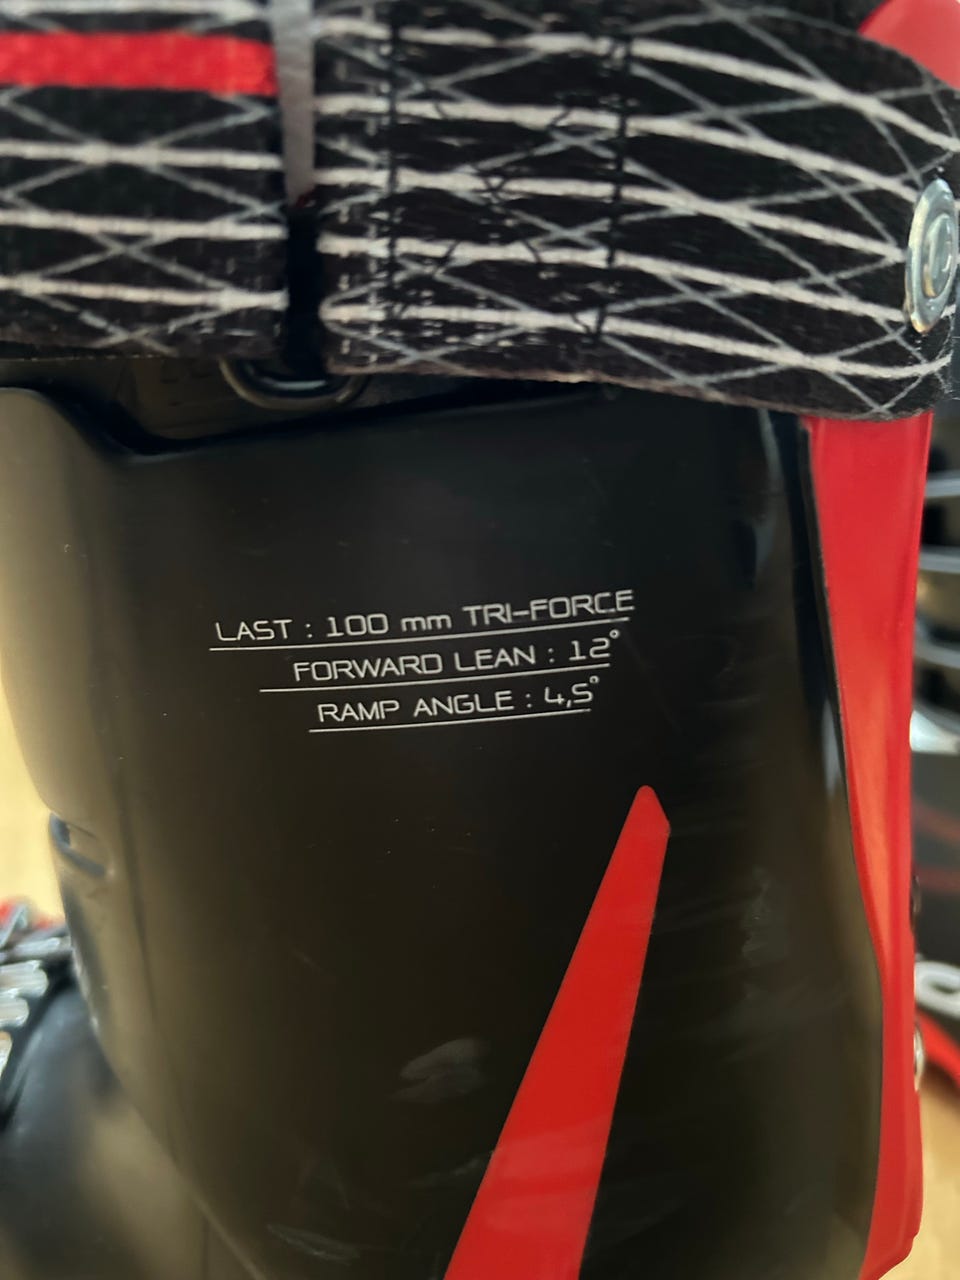 LAST : 100 mm TRI-FORCE
FORWARD LEAN : 12°
RAMP ANGLE : 4,5°